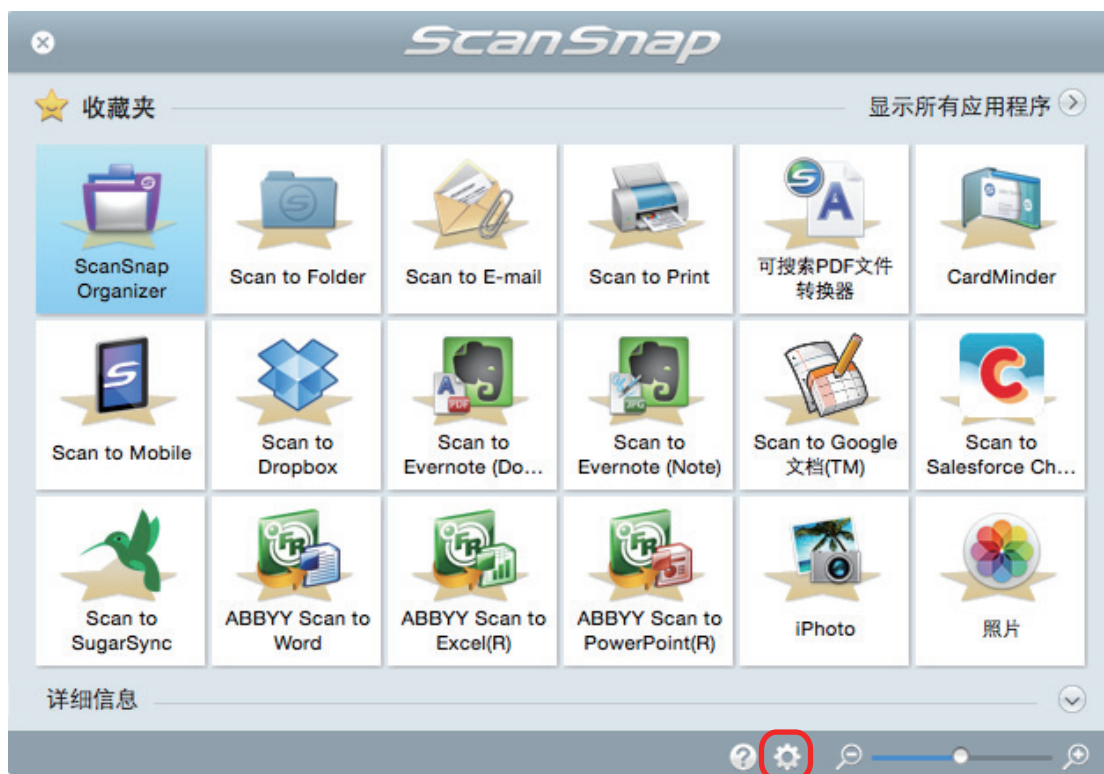 ScanSnap
收藏夹
显示所有应用程序
ScanSnap
Organizer
Scan to Folder
Scan to E-mail
Scan to Print
可搜索PDF文件
转换器
CardMinder
Scan to Mobile
Scan to
Dropbox
Scan to
Evernote (Do...
Scan to
Evernote (Note)
Scan to Google
文档(TM)
Scan to
Salesforce Ch...
Scan to
SugarSync
ABBYY Scan to
Word
ABBYY Scan to
Excel(R)
ABBYY Scan to
PowerPoint(R)
iPhoto
照片
详细信息